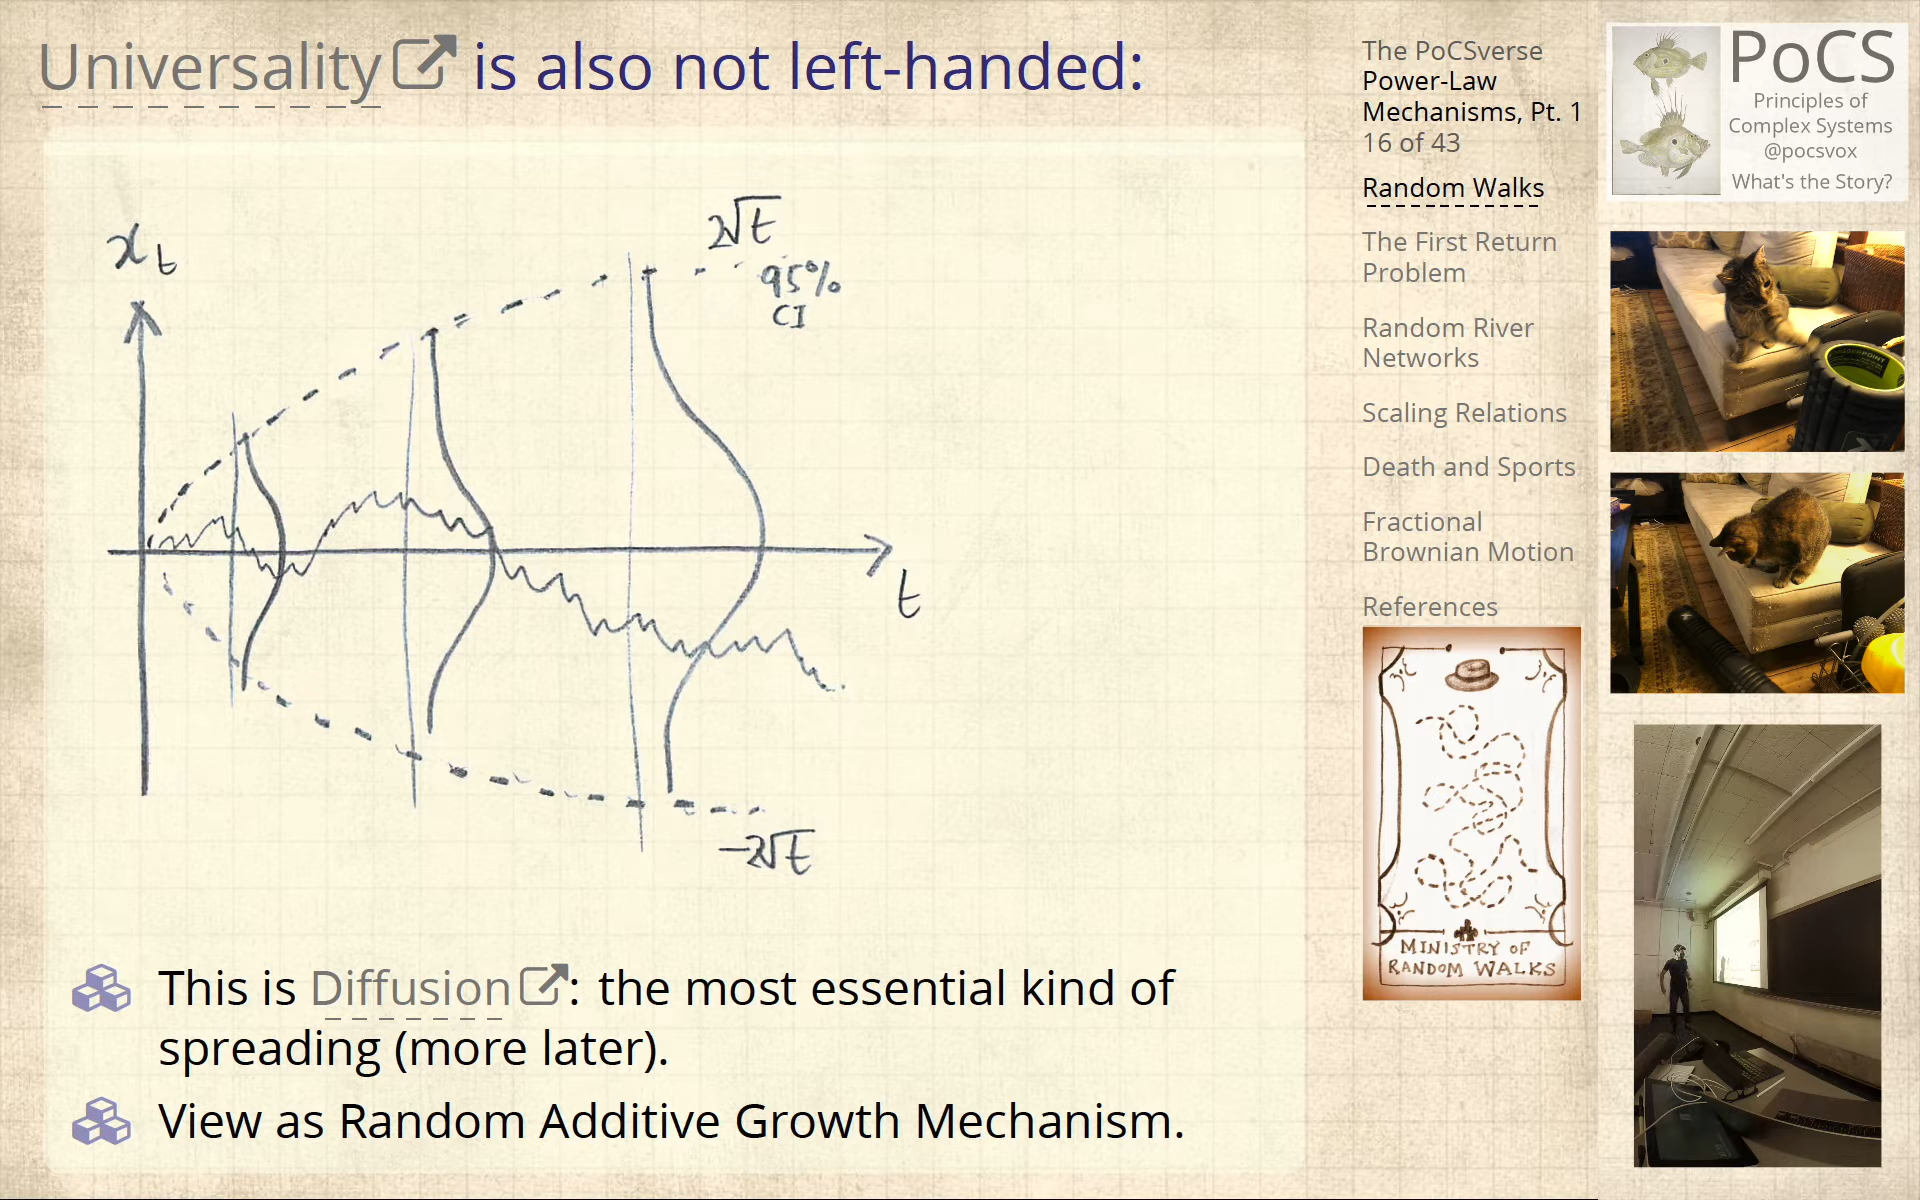 Universality is also not left-handed:
x_t
2√t
95%
CI
t
-2√t
This is Diffusion: the most essential kind of
spreading (more later).
View as Random Additive Growth Mechanism.
The PoCSverse
Power-Law
Mechanisms, Pt. 1
16 of 43
Random Walks
The First Return
Problem
Random River
Networks
Scaling Relations
Death and Sports
Fractional
Brownian Motion
References
MINISTRY OF
RANDOM WALKS
PoCS
Principles of
Complex Systems
@pocsvox
What's the Story?